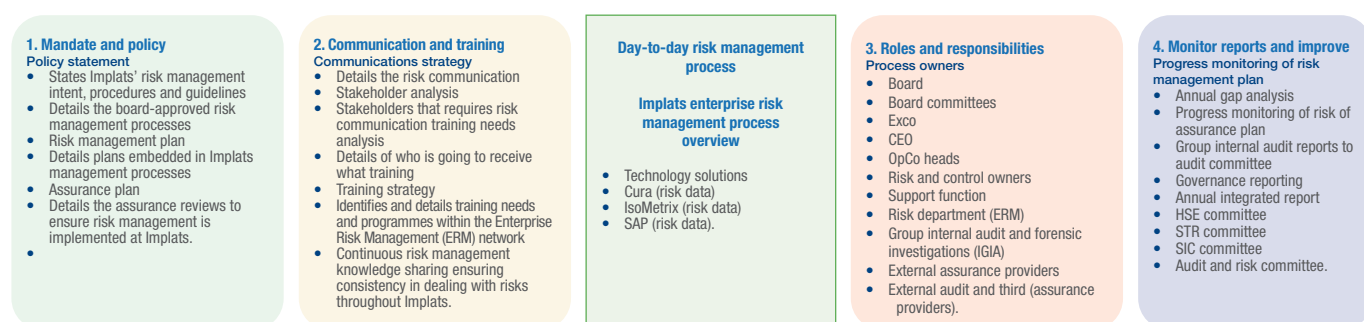 1. Mandate and policy
Policy statement
• States Implats' risk management
intent, procedures and guidelines
• Details the board-approved risk
management processes
• Risk management plan
• Details plans embedded in Implats
management processes
• Assurance plan
• Details the assurance reviews to
ensure risk management is
implemented at Implats.
•
2. Communication and training
Communications strategy
• Details the risk communication
• Stakeholder analysis
• Stakeholders that requires risk
communication training needs
analysis
• Details of who is going to receive
what training
• Training strategy
• Identifies and details training needs
and programmes within the Enterprise
Risk Management (ERM) network
• Continuous risk management
knowledge sharing ensuring
consistency in dealing with risks
throughout Implats.
Day-to-day risk management
process
Implats enterprise risk
management process
overview
• Technology solutions
• Cura (risk data)
• IsoMetrix (risk data)
• SAP (risk data).
3. Roles and responsibilities
Process owners
• Board
• Board committees
• Exco
• CEO
• OpCo heads
• Risk and control owners
• Support function
• Risk department (ERM)
• Group internal audit and forensic
investigations (IGIA)
• External assurance providers
• External audit and third (assurance
providers).
4. Monitor reports and improve
Progress monitoring of risk
management plan
• Annual gap analysis
• Progress monitoring of risk of
assurance plan
• Group internal audit reports to
audit committee
• Governance reporting
• Annual integrated report
• HSE committee
• STR committee
• SIC committee
• Audit and risk committee.